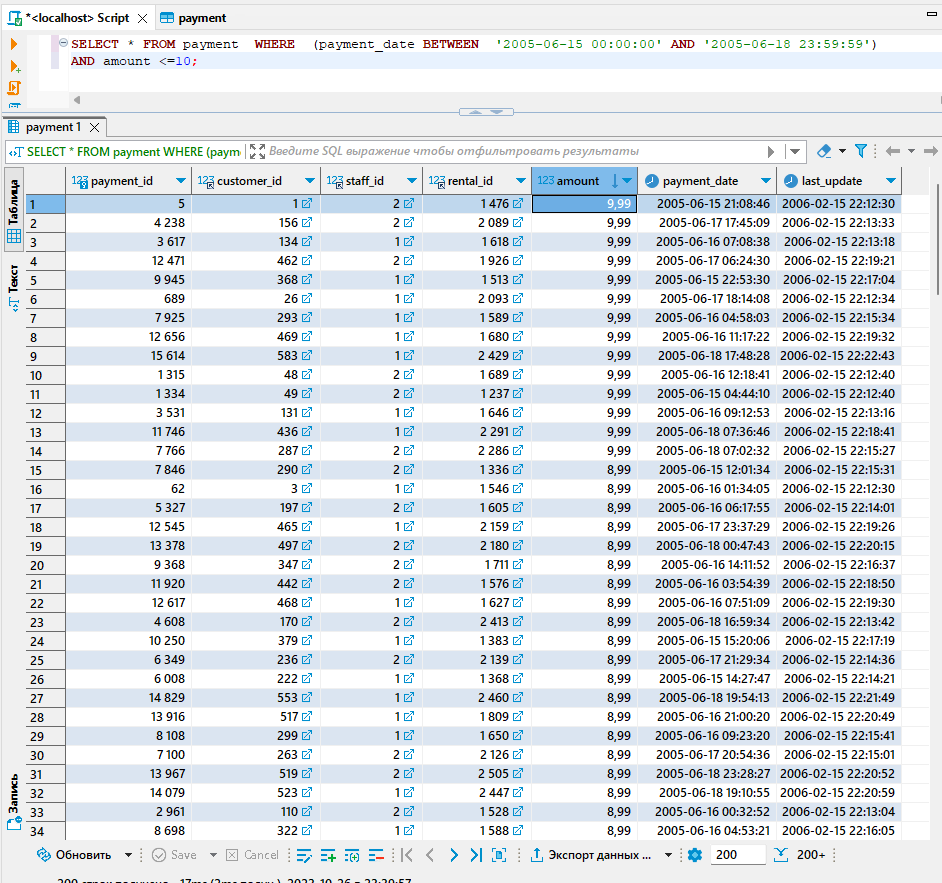 *<localhost> Script payment
SELECT * FROM payment WHERE (payment_date BETWEEN '2005-06-15 00:00:00' AND '2005-06-18 23:59:59')
AND amount <=10;
payment 1
SELECT * FROM payment WHERE (paym Введите SQL выражение чтобы отфильтровать результаты
Таблица
Текст
Запись
123 payment_id 123 customer_id 123 staff_id 123 rental_id 123 amount payment_date last_update
1 5 1 2 1 476 9,99 2005-06-15 21:08:46 2006-02-15 22:12:30
2 4 238 156 2 2 089 9,99 2005-06-17 17:45:09 2006-02-15 22:13:33
3 3 617 134 1 1 618 9,99 2005-06-16 07:08:38 2006-02-15 22:13:18
4 12 471 462 2 1 926 9,99 2005-06-17 06:24:30 2006-02-15 22:19:21
5 9 945 368 1 1 513 9,99 2005-06-15 22:53:30 2006-02-15 22:17:04
6 689 26 1 2 093 9,99 2005-06-17 18:14:08 2006-02-15 22:12:34
7 7 925 293 1 1 589 9,99 2005-06-16 04:58:03 2006-02-15 22:15:34
8 12 656 469 1 1 680 9,99 2005-06-16 11:17:22 2006-02-15 22:19:32
9 15 614 583 1 2 429 9,99 2005-06-18 17:48:28 2006-02-15 22:22:43
10 1 315 48 2 1 689 9,99 2005-06-16 12:18:41 2006-02-15 22:12:40
11 1 334 49 2 1 237 9,99 2005-06-15 04:44:10 2006-02-15 22:12:40
12 3 531 131 1 1 646 9,99 2005-06-16 09:12:53 2006-02-15 22:13:16
13 11 746 436 1 2 291 9,99 2005-06-18 07:36:46 2006-02-15 22:18:41
14 7 766 287 2 2 286 9,99 2005-06-18 07:02:32 2006-02-15 22:15:27
15 7 846 290 2 1 336 8,99 2005-06-15 12:01:34 2006-02-15 22:15:31
16 62 3 1 1 546 8,99 2005-06-16 01:34:05 2006-02-15 22:12:30
17 5 327 197 2 1 605 8,99 2005-06-16 06:17:55 2006-02-15 22:14:01
18 12 545 465 1 2 159 8,99 2005-06-17 23:37:29 2006-02-15 22:19:26
19 13 378 497 2 2 180 8,99 2005-06-18 00:47:43 2006-02-15 22:20:15
20 9 368 347 2 1 711 8,99 2005-06-16 14:11:52 2006-02-15 22:16:37
21 11 920 442 2 1 576 8,99 2005-06-16 03:54:39 2006-02-15 22:18:50
22 12 617 468 1 1 627 8,99 2005-06-16 07:51:09 2006-02-15 22:19:30
23 4 608 170 2 2 413 8,99 2005-06-18 16:59:34 2006-02-15 22:13:42
24 10 250 379 1 1 383 8,99 2005-06-15 15:20:06 2006-02-15 22:17:19
25 6 349 236 2 2 139 8,99 2005-06-17 21:29:34 2006-02-15 22:14:36
26 6 008 222 1 1 368 8,99 2005-06-15 14:27:47 2006-02-15 22:14:21
27 14 829 553 1 2 460 8,99 2005-06-18 19:54:13 2006-02-15 22:21:49
28 13 916 517 1 1 809 8,99 2005-06-16 21:00:20 2006-02-15 22:20:49
29 8 108 299 1 1 650 8,99 2005-06-16 09:23:20 2006-02-15 22:15:41
30 7 100 263 2 2 126 8,99 2005-06-17 20:54:36 2006-02-15 22:15:01
31 13 967 519 2 2 505 8,99 2005-06-18 23:28:27 2006-02-15 22:20:52
32 14 079 523 1 2 447 8,99 2005-06-18 19:10:55 2006-02-15 22:20:59
33 2 961 110 2 1 528 8,99 2005-06-16 00:32:52 2006-02-15 22:13:04
34 8 698 322 1 1 588 8,99 2005-06-16 04:53:21 2006-02-15 22:16:05
Обновить Save Cancel Экспорт данных ... 200 200+